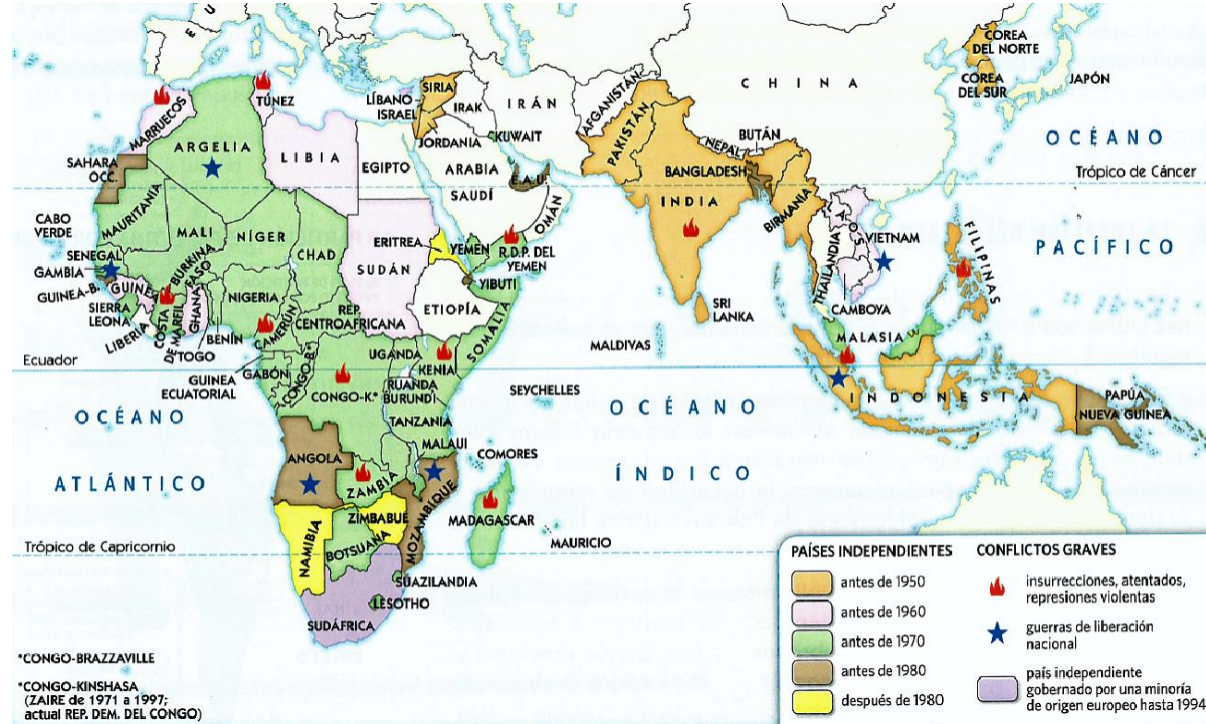 E U
COREA
DEL NORTE
COREA
DEL SUR
JAPÓN
CHINA
AFGANISTÁN
IRÁN
IRAK
SIRIA
LÍBANO
ISRAEL
JORDANIA
KUWAIT
TÚNEZ
MARRUECOS
ARGELIA
LIBIA
EGIPTO
ARABIA
SAUDÍ
E.A.U.
OMÁN
PAKISTÁN
NEPAL
BUTÁN
BANGLADESH
INDIA
BIRMANIA
OCÉANO
PACÍFICO
Trópico de Cáncer
SAHARA
OCC.
MAURITANIA
MALI
NÍGER
CHAD
SUDÁN
ERITREA
YEMEN
R.D.P. DEL
YEMEN
YIBUTI
ETIOPÍA
SOMALIA
CABO
VERDE
SENEGAL
GAMBIA
GUINEA-B.
GUINEA
SIERRA
LEONA
LIBERIA
COSTA
DE MARFIL
BURKINA
FASO
GHANA
TOGO
BENÍN
NIGERIA
CAMERÚN
REP.
CENTROAFRICANA
LAOS
VIETNAM
THAILANDIA
CAMBOYA
FILIPINAS
SRI
LANKA
MALDIVAS
MALASIA
INDONESIA
PAPÚA
NUEVA GUINEA
Ecuador
GUINEA
ECUATORIAL
GABÓN
CONGO-B.*
CONGO-K.*
UGANDA
KENIA
RUANDA
BURUNDI
TANZANIA
SEYCHELLES
OCÉANO
ATLÁNTICO
OCÉANO
ÍNDICO
ANGOLA
ZAMBIA
MALAUI
COMORES
MOZAMBIQUE
ZIMBABUE
MADAGASCAR
MAURICIO
NAMIBIA
BOTSUANA
Trópico de Capricornio
SUAZILANDIA
LESOTHO
SUDÁFRICA
*CONGO-BRAZZAVILLE
*CONGO-KINSHASA
(ZAIRE de 1971 a 1997;
actual REP. DEM. DEL CONGO)
PAÍSES INDEPENDIENTES
antes de 1950
antes de 1960
antes de 1970
antes de 1980
después de 1980
CONFLICTOS GRAVES
insurrecciones, atentados,
represiones violentas
guerras de liberación
nacional
país independiente
gobernado por una minoría
de origen europeo hasta 1994